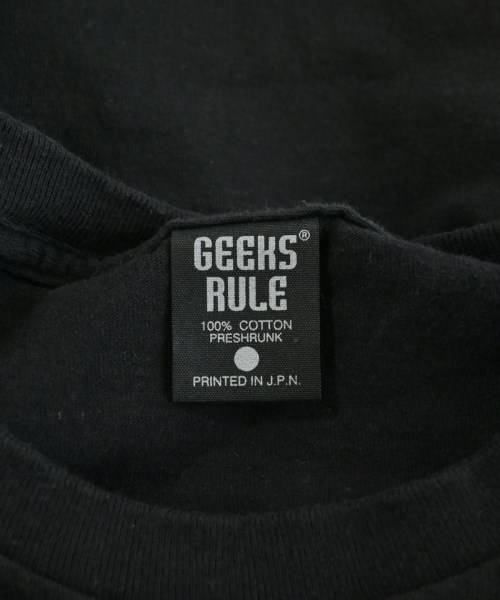 GEEKS®
RULE
100% COTTON
PRESHRUNK
PRINTED IN J.P.N.